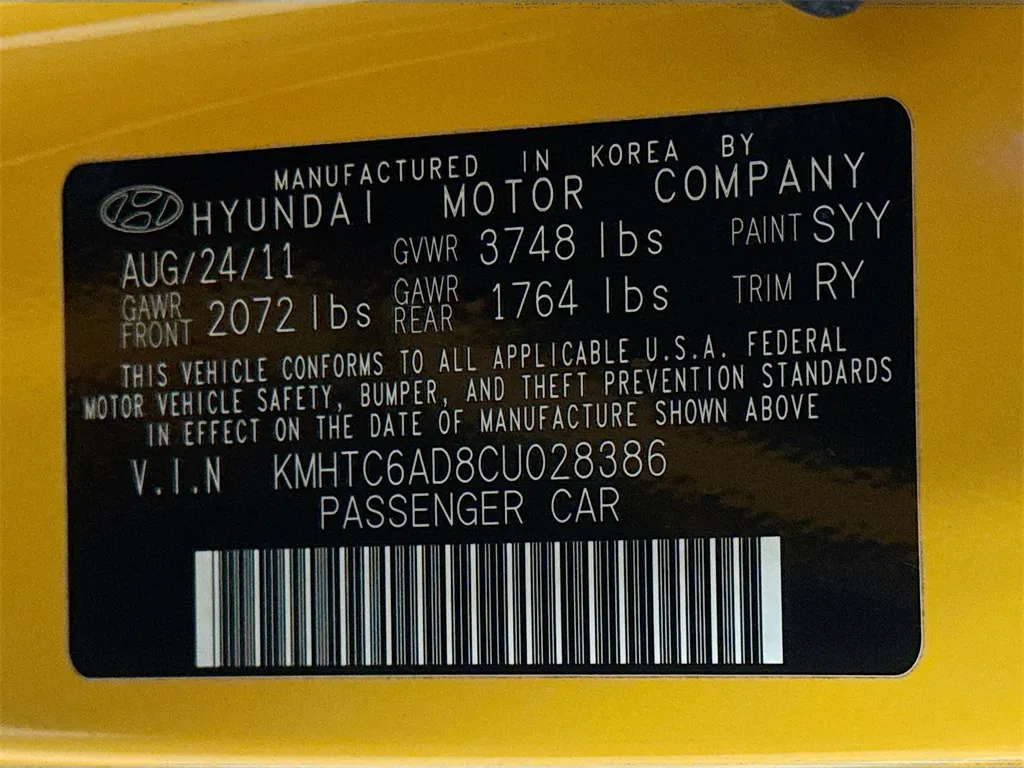 MANUFACTURED IN KOREA BY
HYUNDAI MOTOR COMPANY
AUG/24/11 GVWR 3748 lbs PAINT SYY
GAWR FRONT 2072 lbs GAWR REAR 1764 lbs TRIM RY
THIS VEHICLE CONFORMS TO ALL APPLICABLE U.S.A. FEDERAL
MOTOR VEHICLE SAFETY, BUMPER, AND THEFT PREVENTION STANDARDS
IN EFFECT ON THE DATE OF MANUFACTURE SHOWN ABOVE
V.I.N KMHTC6AD8CU028386
PASSENGER CAR